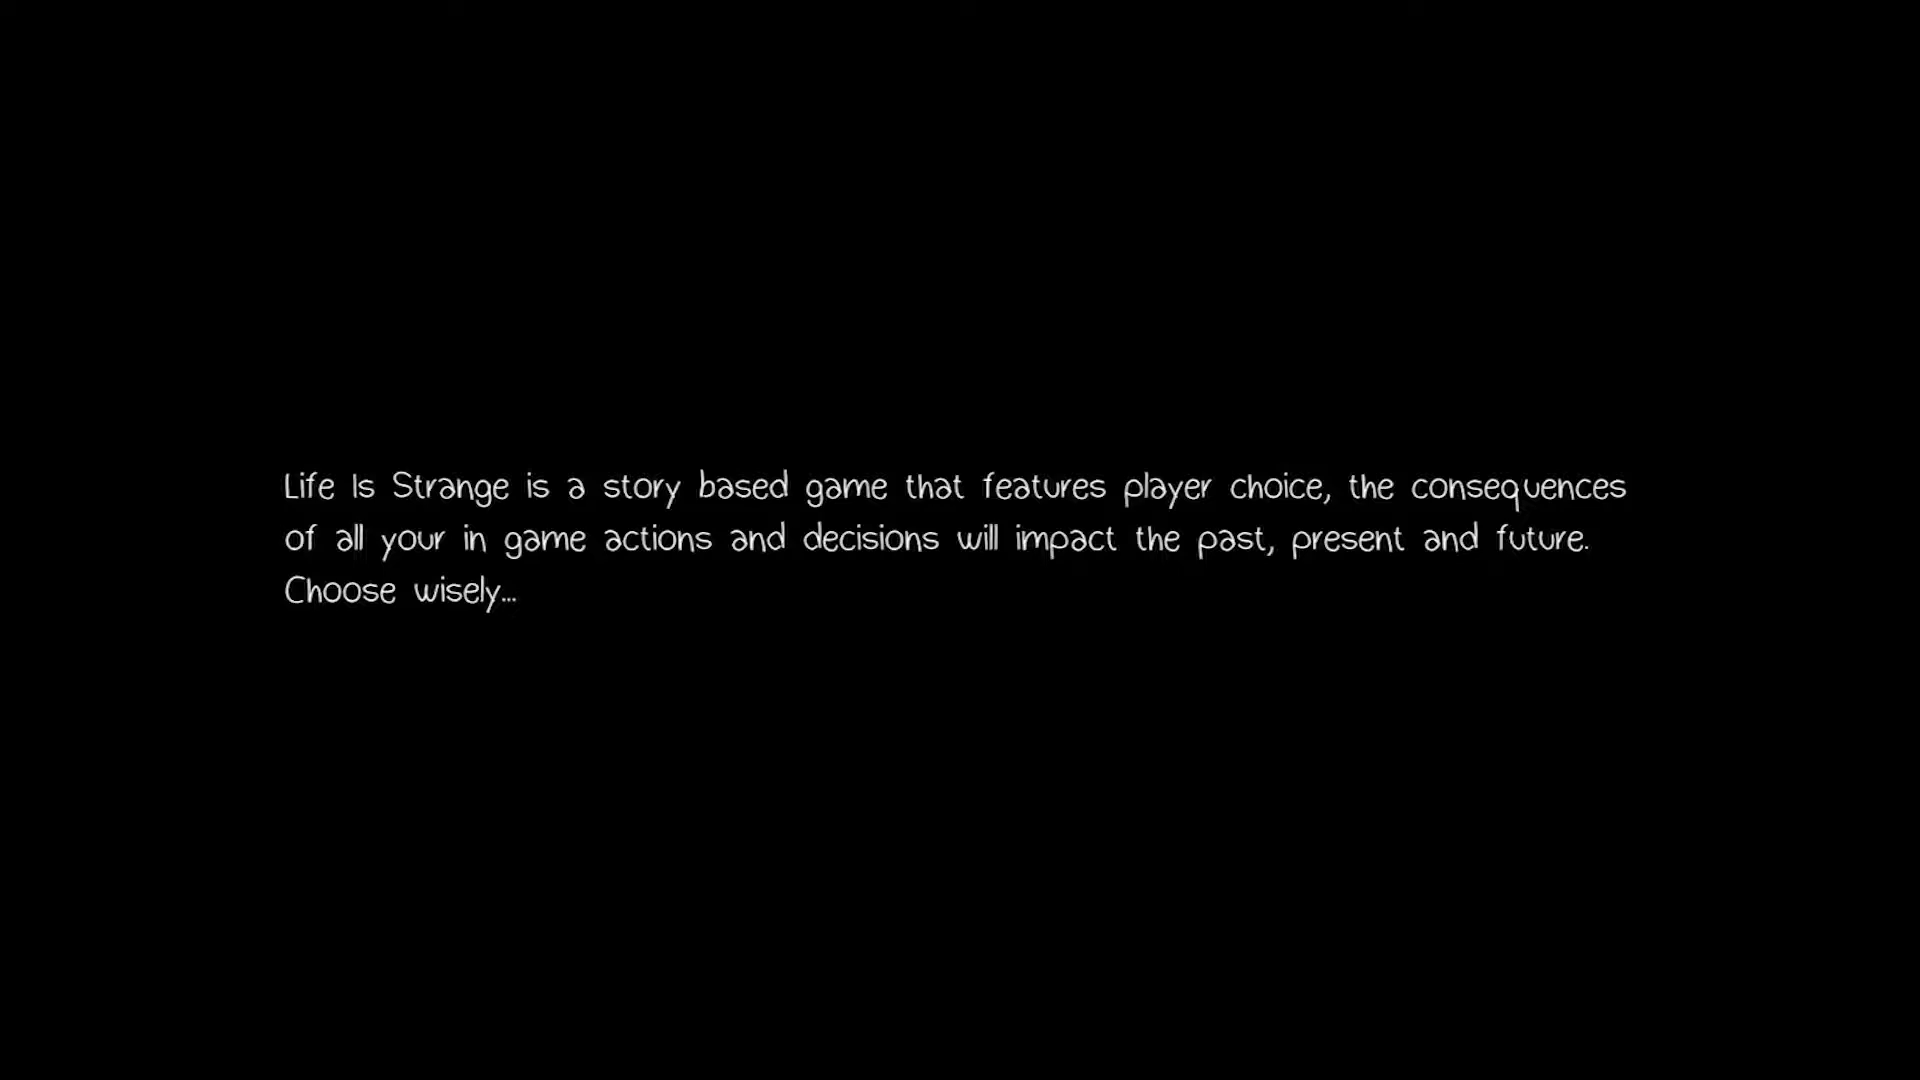 Life Is Strange is a story based game that features player choice, the consequences
of all your in game actions and decisions will impact the past, present and future.
Choose wisely...